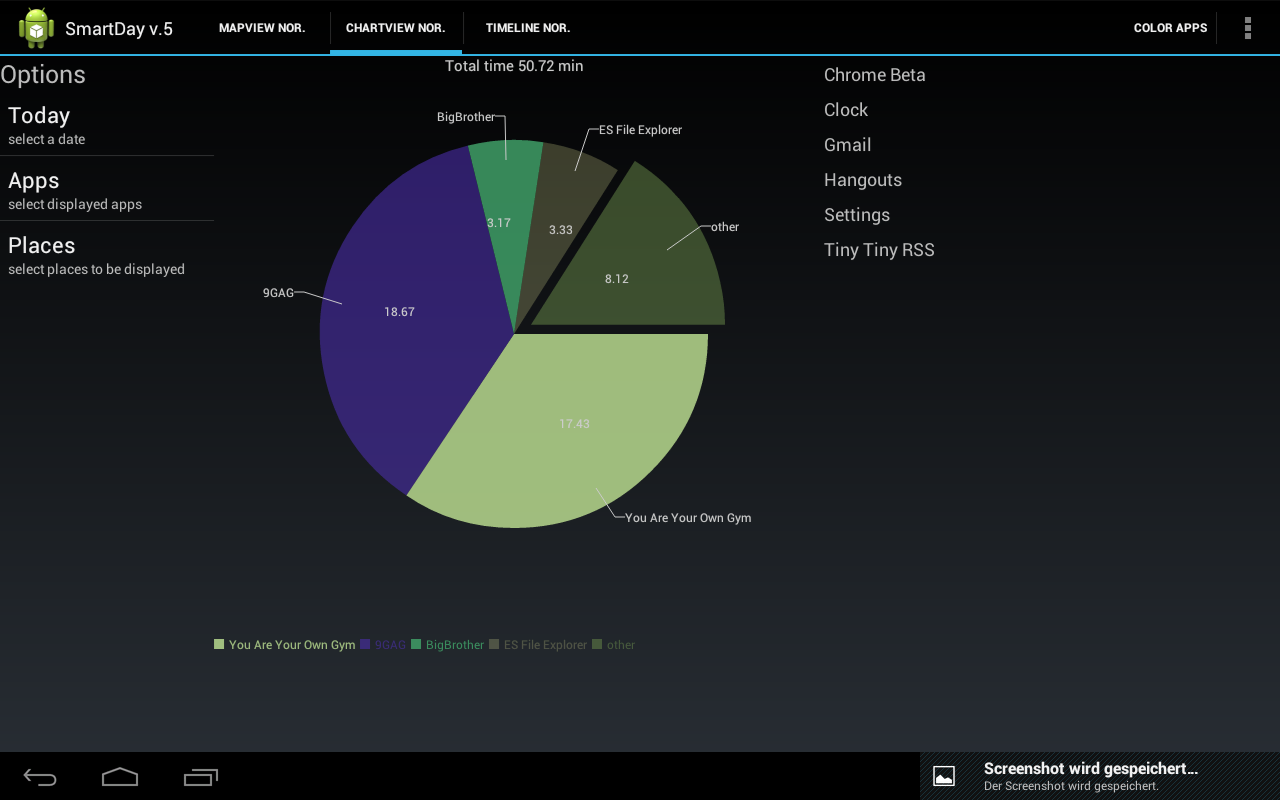 SmartDay v.5
MAPVIEW NOR.
CHARTVIEW NOR.
TIMELINE NOR.
COLOR APPS
Options
Today
select a date
Apps
select displayed apps
Places
select places to be displayed
Total time 50.72 min
BigBrother
ES File Explorer
other
9GAG
You Are Your Own Gym
3.17
3.33
8.12
18.67
17.43
You Are Your Own Gym 9GAG BigBrother ES File Explorer other
Chrome Beta
Clock
Gmail
Hangouts
Settings
Tiny Tiny RSS
Screenshot wird gespeichert...
Der Screenshot wird gespeichert.